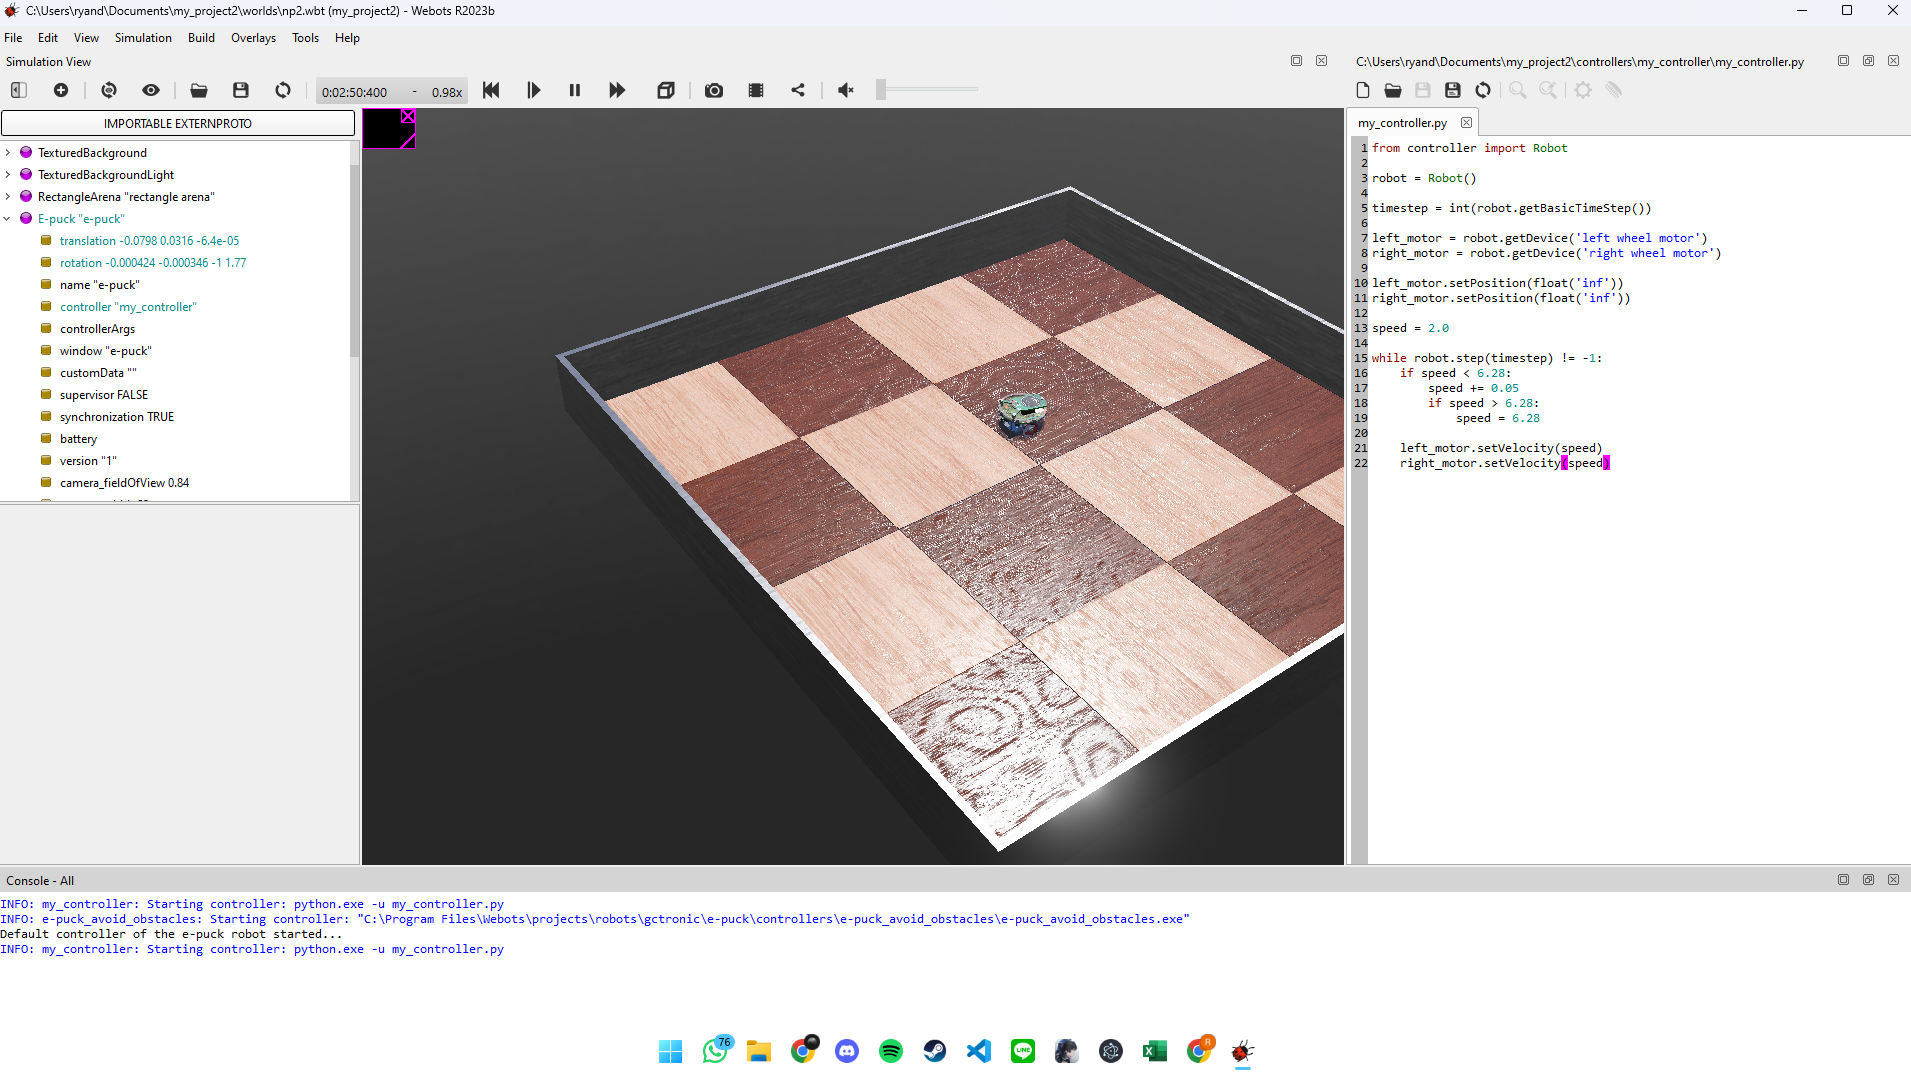 C:\Users\ryand\Documents\my_project2\worlds\np2.wbt (my_project2) - Webots R2023b
File Edit View Simulation Build Overlays Tools Help
Simulation View
0:02:50:400 - 0.98x
IMPORTABLE EXTERNPROTO
TexturedBackground
TexturedBackgroundLight
RectangleArena "rectangle arena"
E-puck "e-puck"
translation -0.0798 0.0316 -6.4e-05
rotation -0.000424 -0.000346 -1 1.77
name "e-puck"
controller "my_controller"
controllerArgs
window "e-puck"
customData ""
supervisor FALSE
synchronization TRUE
battery
version "1"
camera_fieldOfView 0.84
C:\Users\ryand\Documents\my_project2\controllers\my_controller\my_controller.py
my_controller.py
1 from controller import Robot
2
3 robot = Robot()
4
5 timestep = int(robot.getBasicTimeStep())
6
7 left_motor = robot.getDevice('left wheel motor')
8 right_motor = robot.getDevice('right wheel motor')
9
10 left_motor.setPosition(float('inf'))
11 right_motor.setPosition(float('inf'))
12
13 speed = 2.0
14
15 while robot.step(timestep) != -1:
16     if speed < 6.28:
17         speed += 0.05
18         if speed > 6.28:
19             speed = 6.28
20
21     left_motor.setVelocity(speed)
22     right_motor.setVelocity(speed)
Console - All
INFO: my_controller: Starting controller: python.exe -u my_controller.py
INFO: e-puck_avoid_obstacles: Starting controller: "C:\Program Files\Webots\projects\robots\gctronic\e-puck\controllers\e-puck_avoid_obstacles\e-puck_avoid_obstacles.exe"
Default controller of the e-puck robot started...
INFO: my_controller: Starting controller: python.exe -u my_controller.py
76
LINE
R